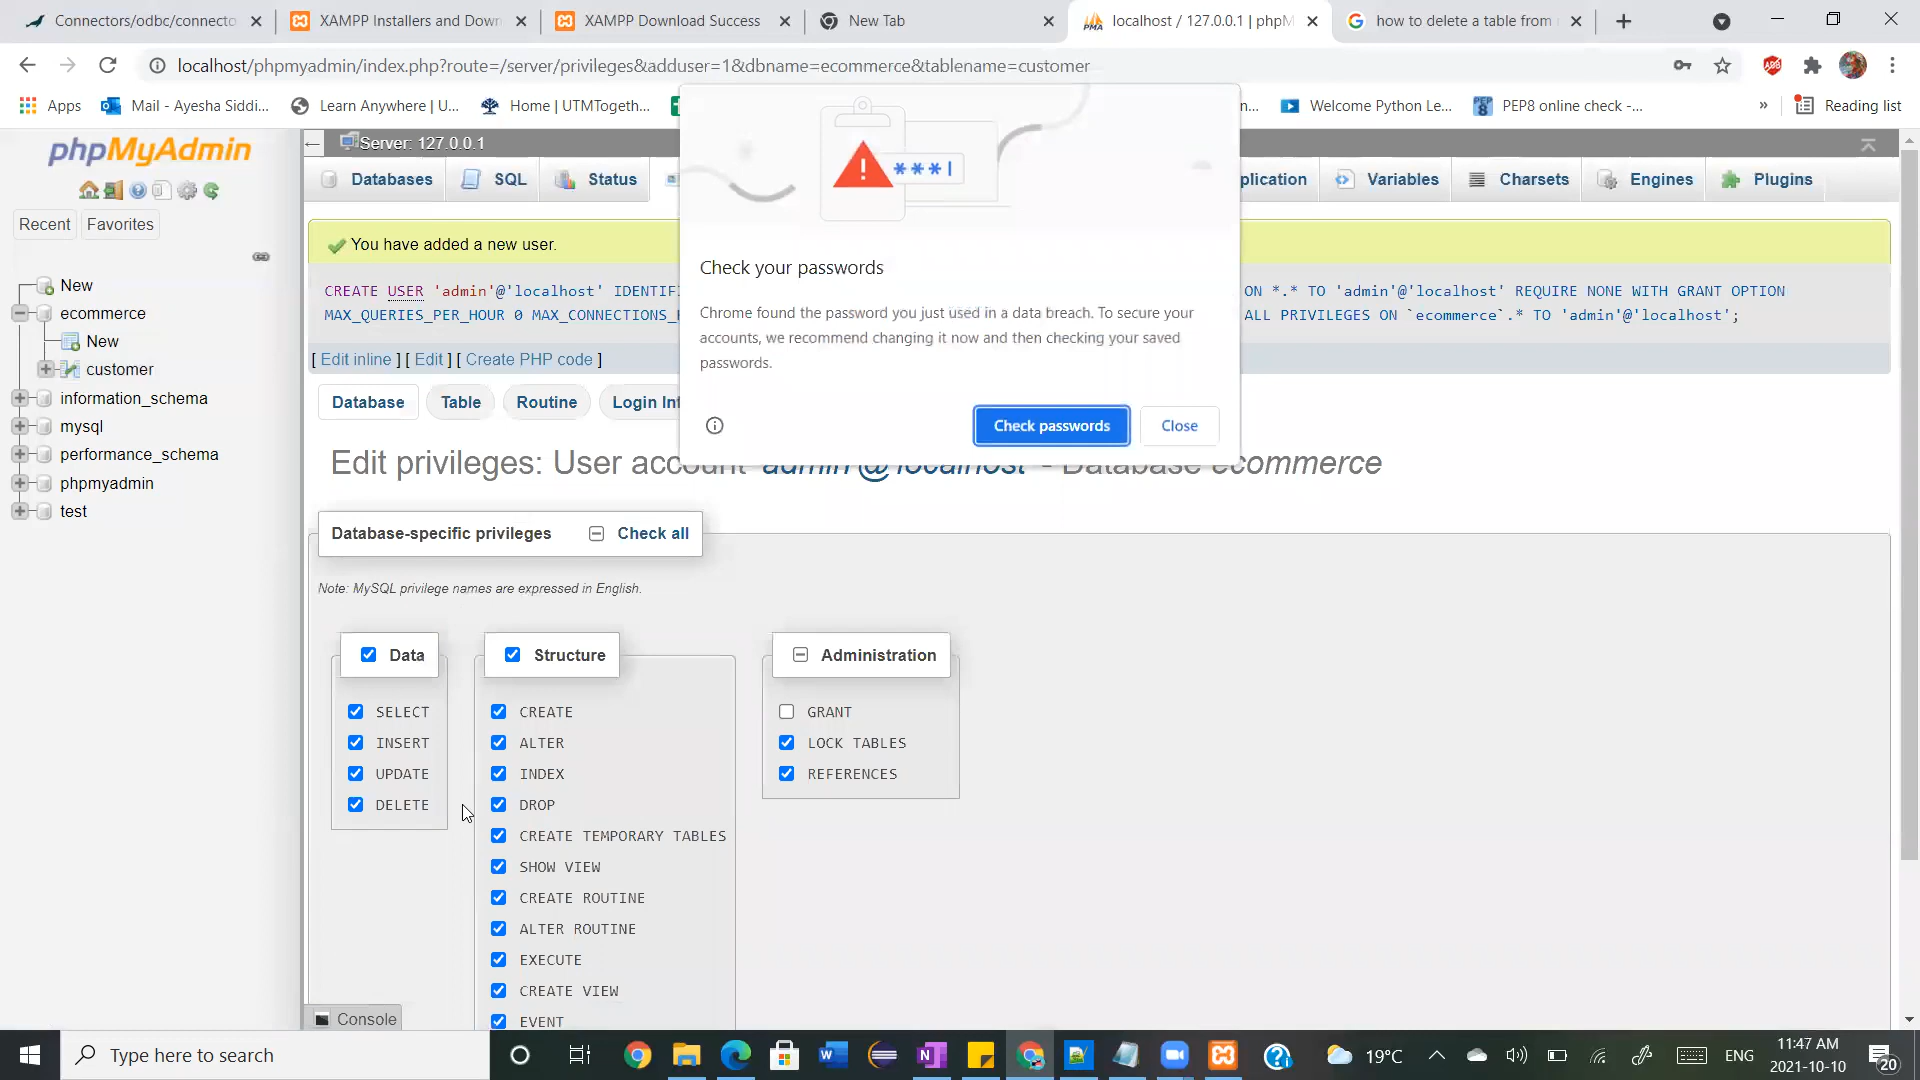 Connectors/odbc/connecto
XAMPP Installers and Down
XAMPP Download Success
New Tab
localhost / 127.0.0.1 | phpM
how to delete a table from
localhost/phpmyadmin/index.php?route=/server/privileges&adduser=1&dbname=ecommerce&tablename=customer
Apps
Mail - Ayesha Siddi...
Learn Anywhere | U...
Home | UTMTogeth...
n...
Welcome Python Le...
PEP8 online check -...
»
Reading list
phpMyAdmin
Recent
Favorites
New
ecommerce
New
customer
information_schema
mysql
performance_schema
phpmyadmin
test
Server: 127.0.0.1
Databases
SQL
Status
plication
Variables
Charsets
Engines
Plugins
You have added a new user.
CREATE USER 'admin'@'localhost' IDENTIFI
ON *.* TO 'admin'@'localhost' REQUIRE NONE WITH GRANT OPTION
MAX_QUERIES_PER_HOUR 0 MAX_CONNECTIONS_
ALL PRIVILEGES ON `ecommerce`.* TO 'admin'@'localhost';
[ Edit inline ] [ Edit ] [ Create PHP code ]
***|
Check your passwords
Chrome found the password you just used in a data breach. To secure your
accounts, we recommend changing it now and then checking your saved
passwords.
Check passwords
Close
Database
Table
Routine
Login Int
Edit privileges: User account 'admin'@'localhost' - Database ecommerce
Database-specific privileges
Check all
Note: MySQL privilege names are expressed in English.
Data
SELECT
INSERT
UPDATE
DELETE
Structure
CREATE
ALTER
INDEX
DROP
CREATE TEMPORARY TABLES
SHOW VIEW
CREATE ROUTINE
ALTER ROUTINE
EXECUTE
CREATE VIEW
EVENT
Administration
GRANT
LOCK TABLES
REFERENCES
Console
Type here to search
19°C
ENG
11:47 AM
2021-10-10
20